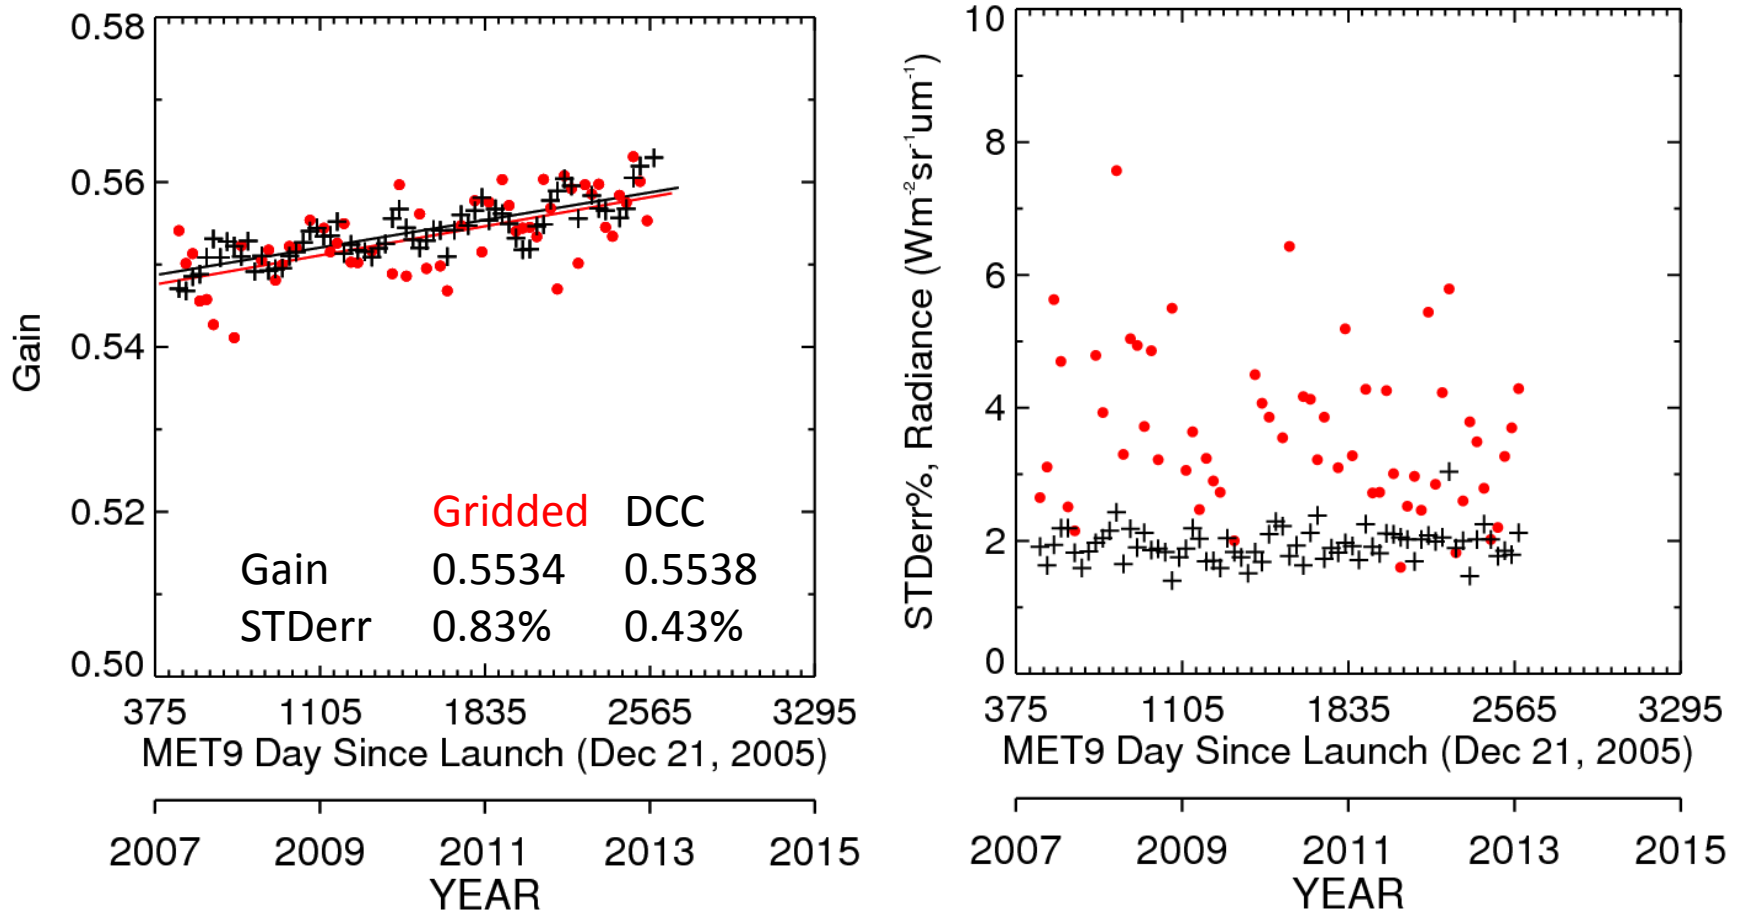 0.58
0.56
0.54
0.52
0.50
Gain
Gridded DCC
Gain 0.5534 0.5538
STDerr 0.83% 0.43%
375 1105 1835 2565 3295
MET9 Day Since Launch (Dec 21, 2005)
2007 2009 2011 2013 2015
YEAR
10
8
6
4
2
0
STDerr%, Radiance (Wm⁻²sr⁻¹um⁻¹)
375 1105 1835 2565 3295
MET9 Day Since Launch (Dec 21, 2005)
2007 2009 2011 2013 2015
YEAR